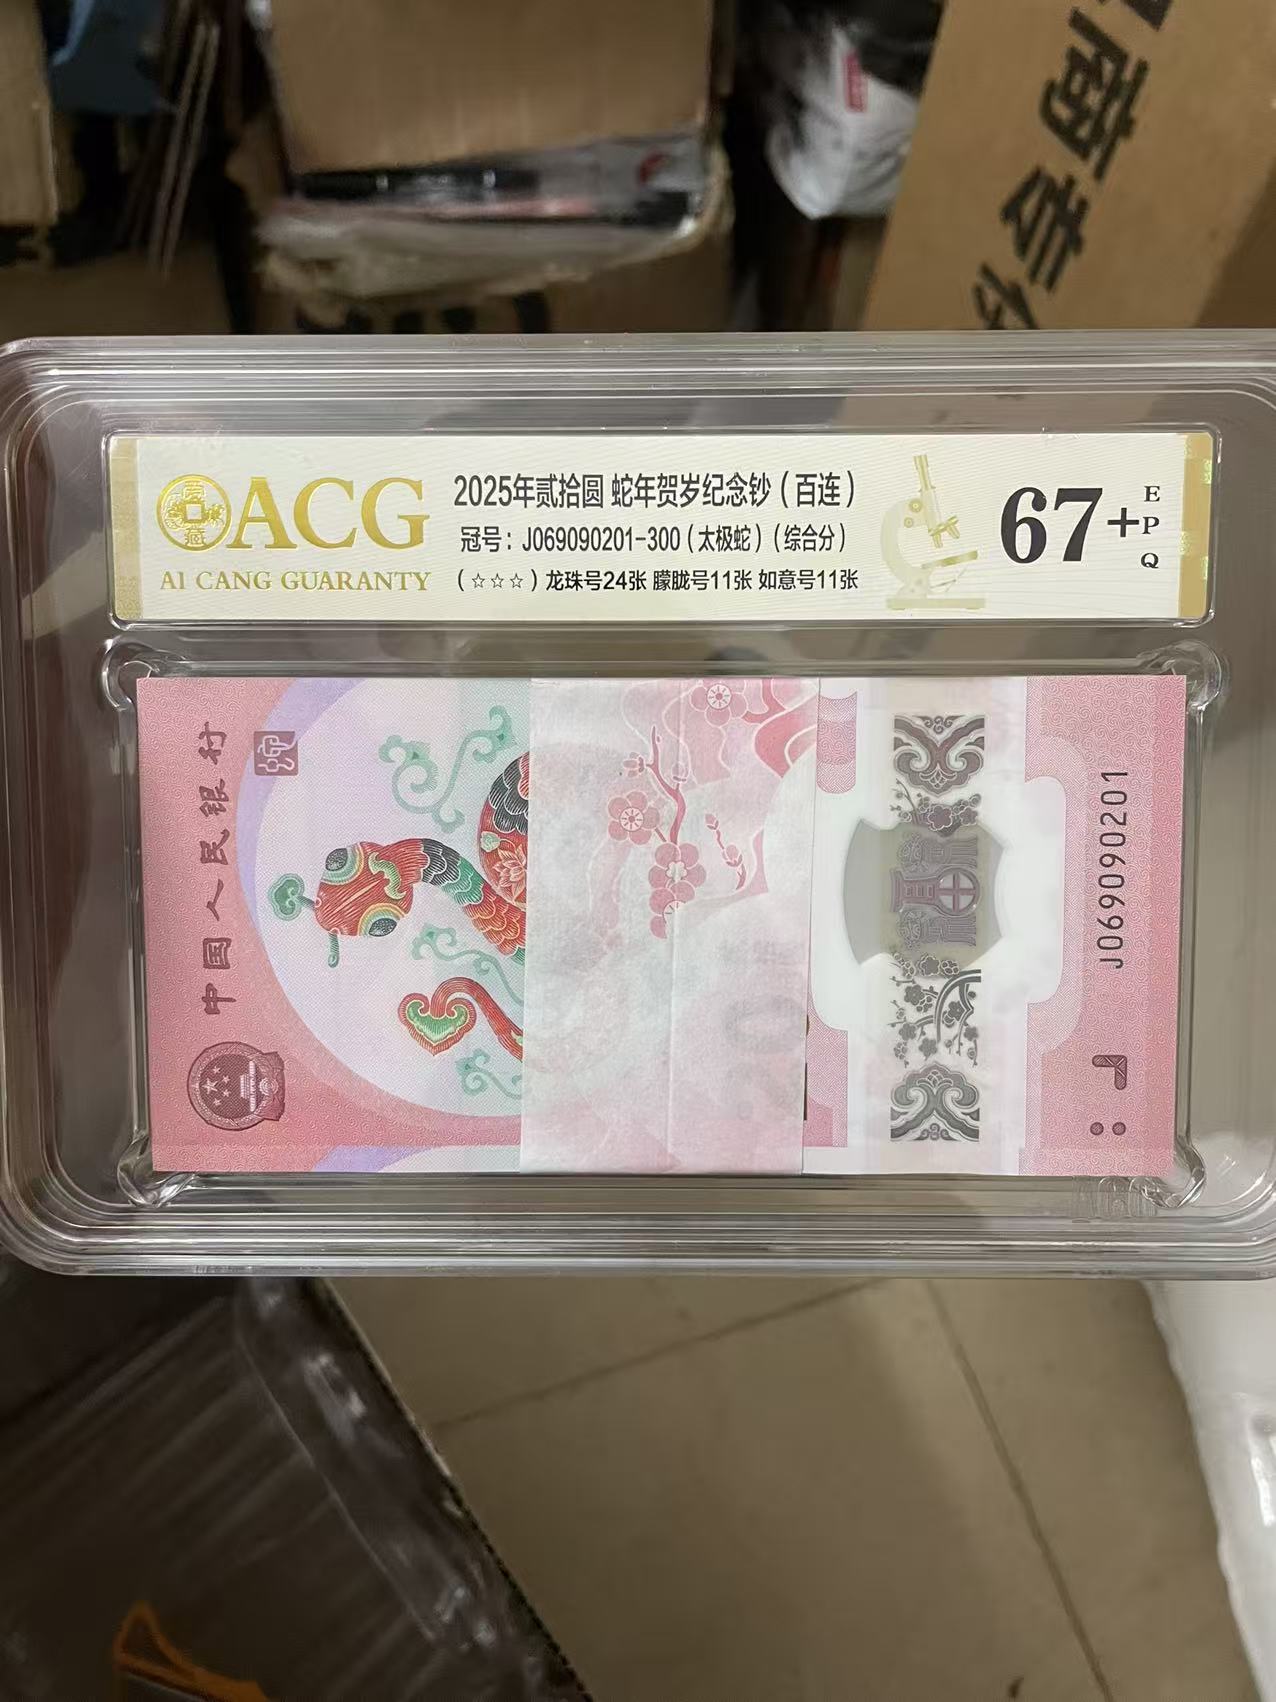 商专
ACG
AI CANG GUARANTY
2025年贰拾圆 蛇年贺岁纪念钞(百连)
冠号:J069090201-300(太极蛇)(综合分)
(☆☆☆)龙珠号24张 朦胧号11张 如意号11张
67+
EPQ
中国人民银行
J069090201